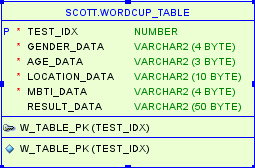 SCOTT.WORDCUP_TABLE
P * TEST_IDX NUMBER
* GENDER_DATA VARCHAR2 (4 BYTE)
* AGE_DATA VARCHAR2 (3 BYTE)
* LOCATION_DATA VARCHAR2 (10 BYTE)
* MBTI_DATA VARCHAR2 (4 BYTE)
RESULT_DATA VARCHAR2 (50 BYTE)
W_TABLE_PK (TEST_IDX)
W_TABLE_PK (TEST_IDX)